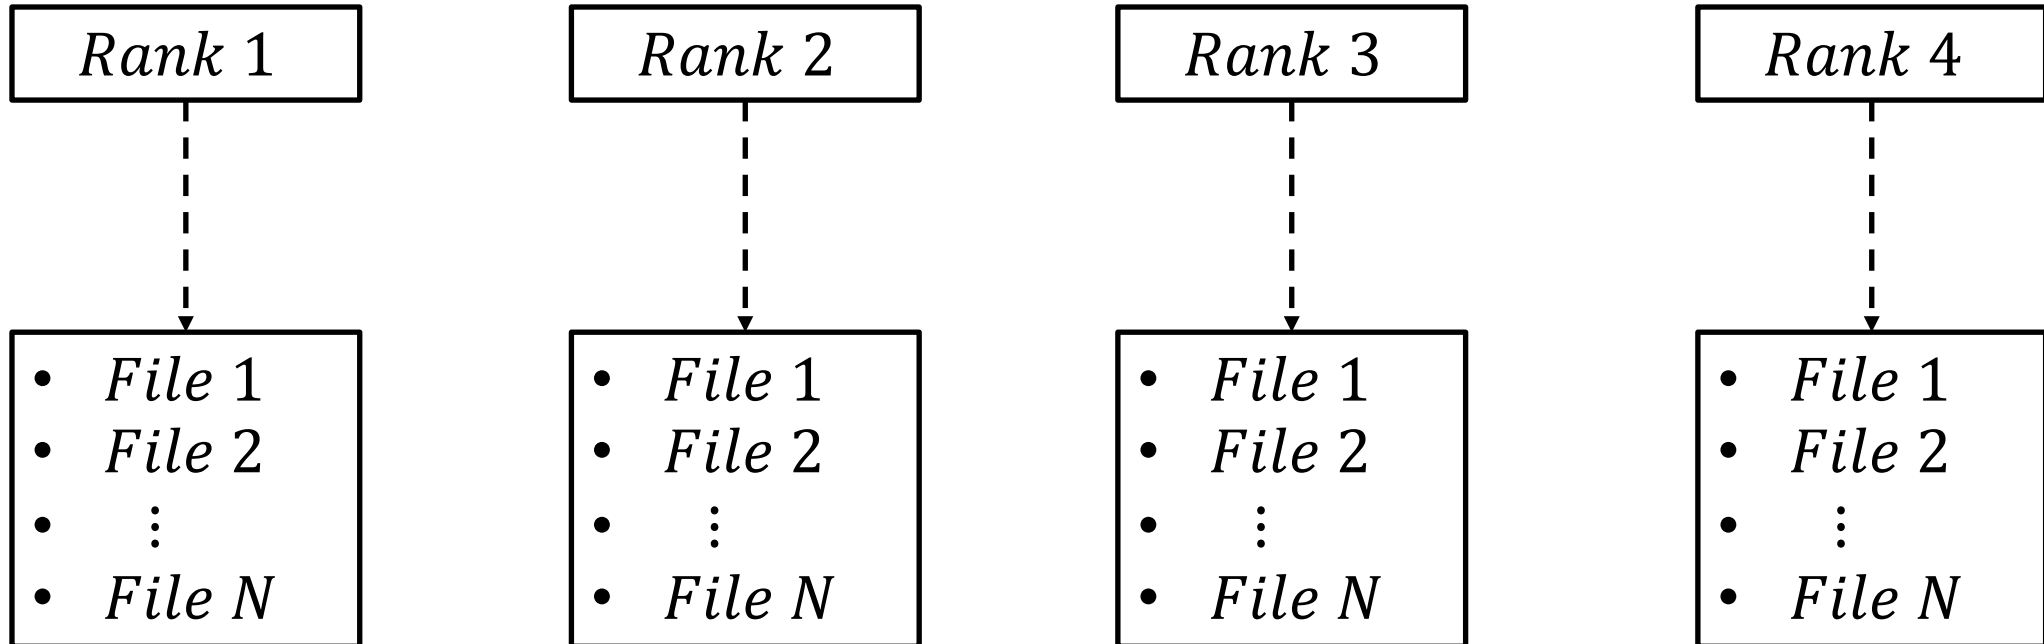 Rank 1
Rank 2
Rank 3
Rank 4
• File 1
• File 2
• ⋮
• File N
• File 1
• File 2
• ⋮
• File N
• File 1
• File 2
• ⋮
• File N
• File 1
• File 2
• ⋮
• File N